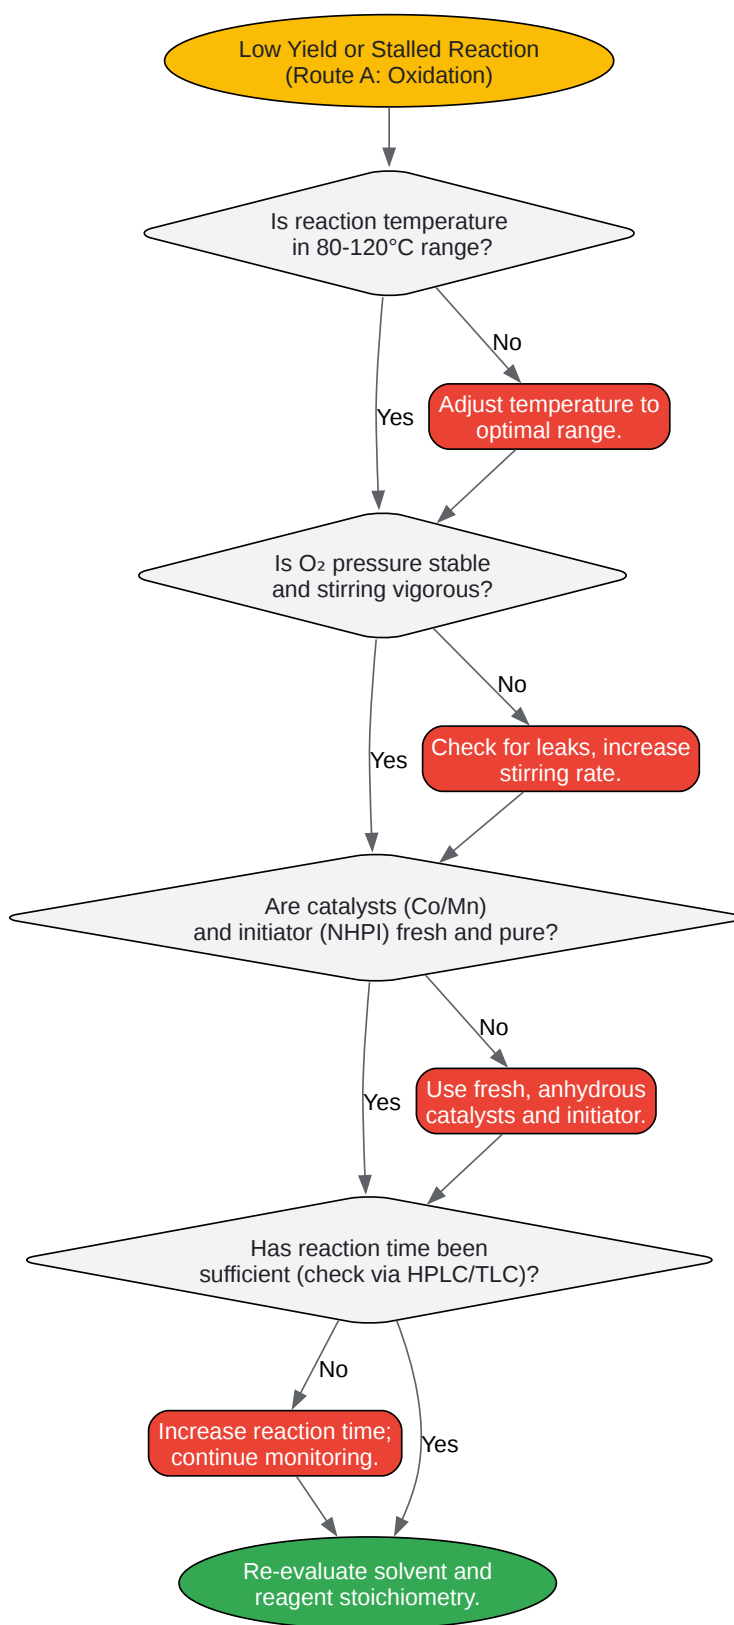 Low Yield or Stalled Reaction
(Route A: Oxidation)
Is reaction temperature
in 80-120°C range?
No
Yes
Adjust temperature to
optimal range.
Is O₂ pressure stable
and stirring vigorous?
No
Yes
Check for leaks, increase
stirring rate.
Are catalysts (Co/Mn)
and initiator (NHPI) fresh and pure?
No
Yes
Use fresh, anhydrous
catalysts and initiator.
Has reaction time been
sufficient (check via HPLC/TLC)?
No
Increase reaction time;
continue monitoring.
Yes
Re-evaluate solvent and
reagent stoichiometry.